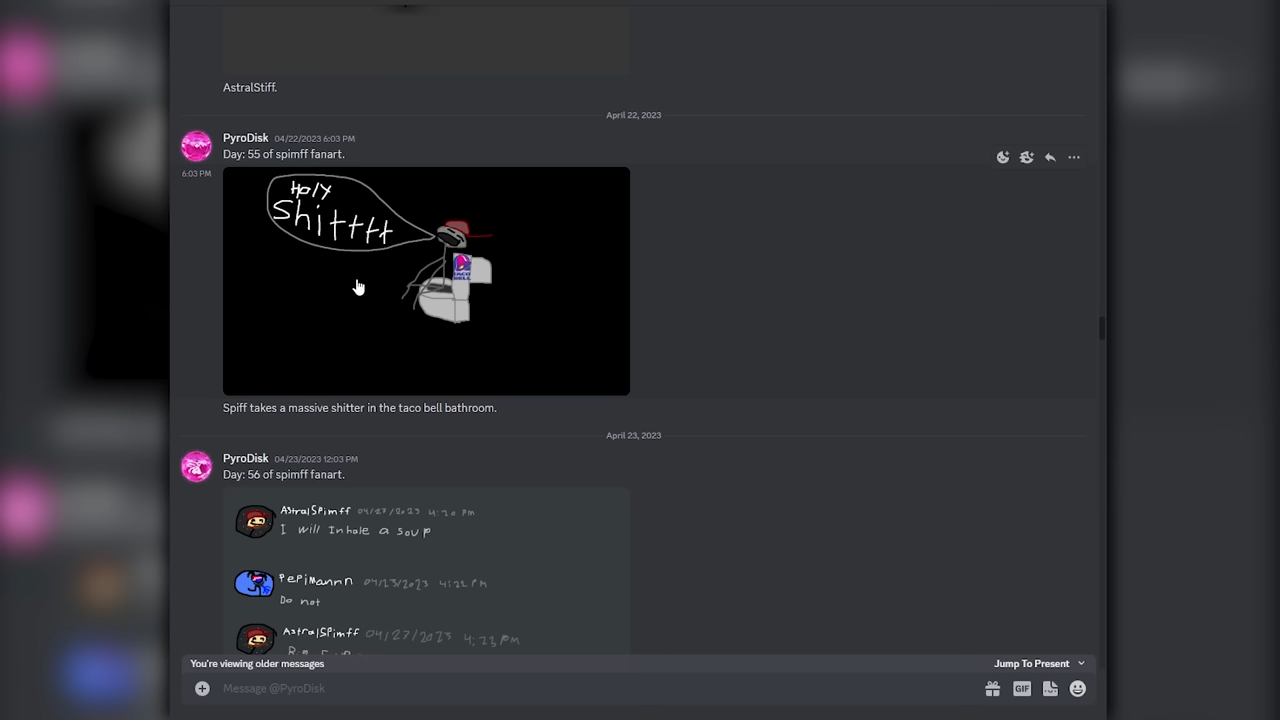 AstralStiff.
April 22, 2023
PyroDisk 04/22/2023 6:03 PM
Day: 55 of spimff fanart.
6:03 PM
Holy
Shitttt
TACO
BELL
Spiff takes a massive shitter in the taco bell bathroom.
April 23, 2023
PyroDisk 04/23/2023 12:03 PM
Day: 56 of spimff fanart.
AstralSpimff 04/27/2023 4:20 PM
I will Inhale a soup
Pepimannn 04/23/2023 4:22 PM
Do not
AstralSpimff 04/27/2023 4:23 PM
You're viewing older messages
Jump To Present
Message @PyroDisk
GIF